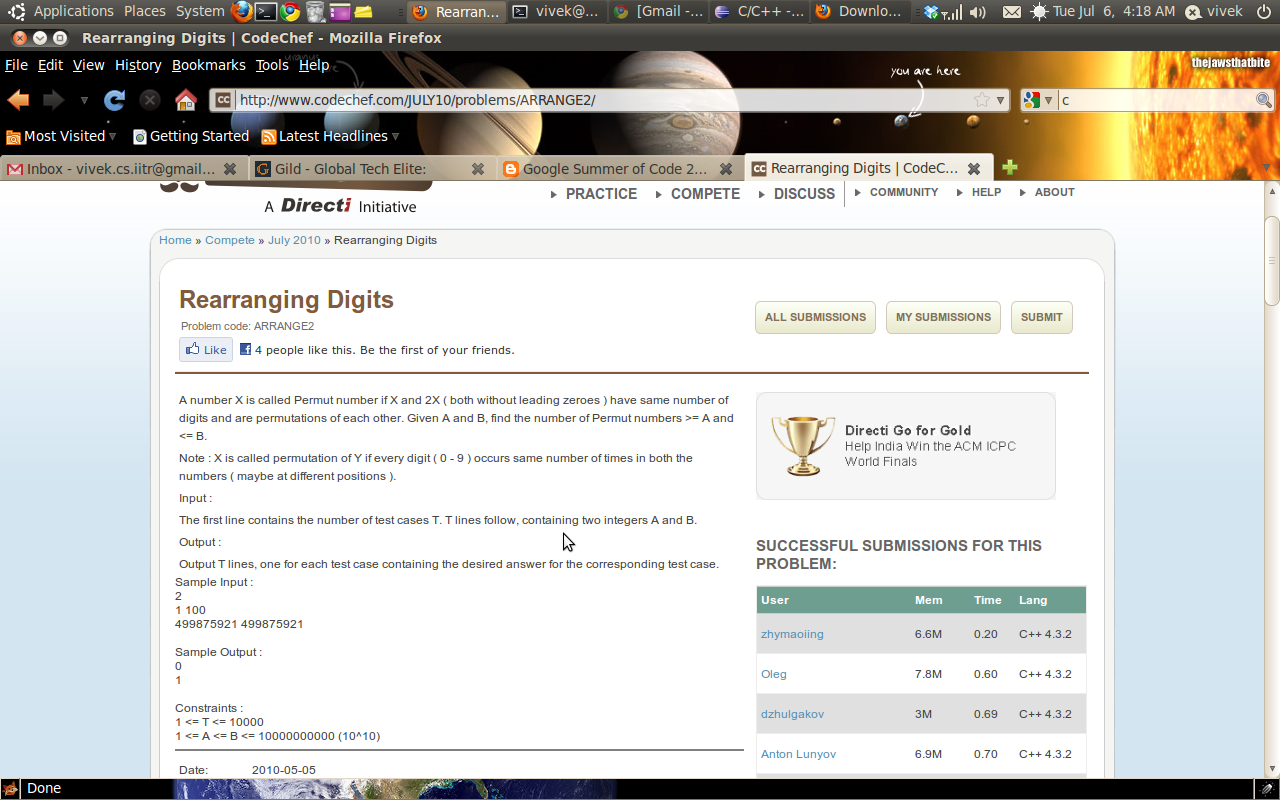 Applications Places System Rearran... vivek@... [Gmail -... C/C++ -... Downlo... Tue Jul 6, 4:18 AM vivek
Rearranging Digits | CodeChef - Mozilla Firefox
File Edit View History Bookmarks Tools Help
thejawsthatbite
you are here
http://www.codechef.com/JULY10/problems/ARRANGE2/ c
Most Visited Getting Started Latest Headlines
Inbox - vivek.cs.iitr@gmail... Gild - Global Tech Elite: Google Summer of Code 2... Rearranging Digits | CodeC...
PRACTICE COMPETE DISCUSS COMMUNITY HELP ABOUT
A Directi Initiative
Home » Compete » July 2010 » Rearranging Digits
Rearranging Digits
Problem code: ARRANGE2
ALL SUBMISSIONS MY SUBMISSIONS SUBMIT
Like 4 people like this. Be the first of your friends.
A number X is called Permut number if X and 2X ( both without leading zeroes ) have same number of
digits and are permutations of each other. Given A and B, find the number of Permut numbers >= A and
<= B.
Note : X is called permutation of Y if every digit ( 0 - 9 ) occurs same number of times in both the
numbers ( maybe at different positions ).
Input :
The first line contains the number of test cases T. T lines follow, containing two integers A and B.
Output :
Output T lines, one for each test case containing the desired answer for the corresponding test case.
Sample Input :
2
1 100
499875921 499875921
Sample Output :
0
1
Constraints :
1 <= T <= 10000
1 <= A <= B <= 10000000000 (10^10)
Date: 2010-05-05
Directi Go for Gold
Help India Win the ACM ICPC
World Finals
SUCCESSFUL SUBMISSIONS FOR THIS
PROBLEM:
User Mem Time Lang
zhymaoiing 6.6M 0.20 C++ 4.3.2
Oleg 7.8M 0.60 C++ 4.3.2
dzhulgakov 3M 0.69 C++ 4.3.2
Anton Lunyov 6.9M 0.70 C++ 4.3.2
Done